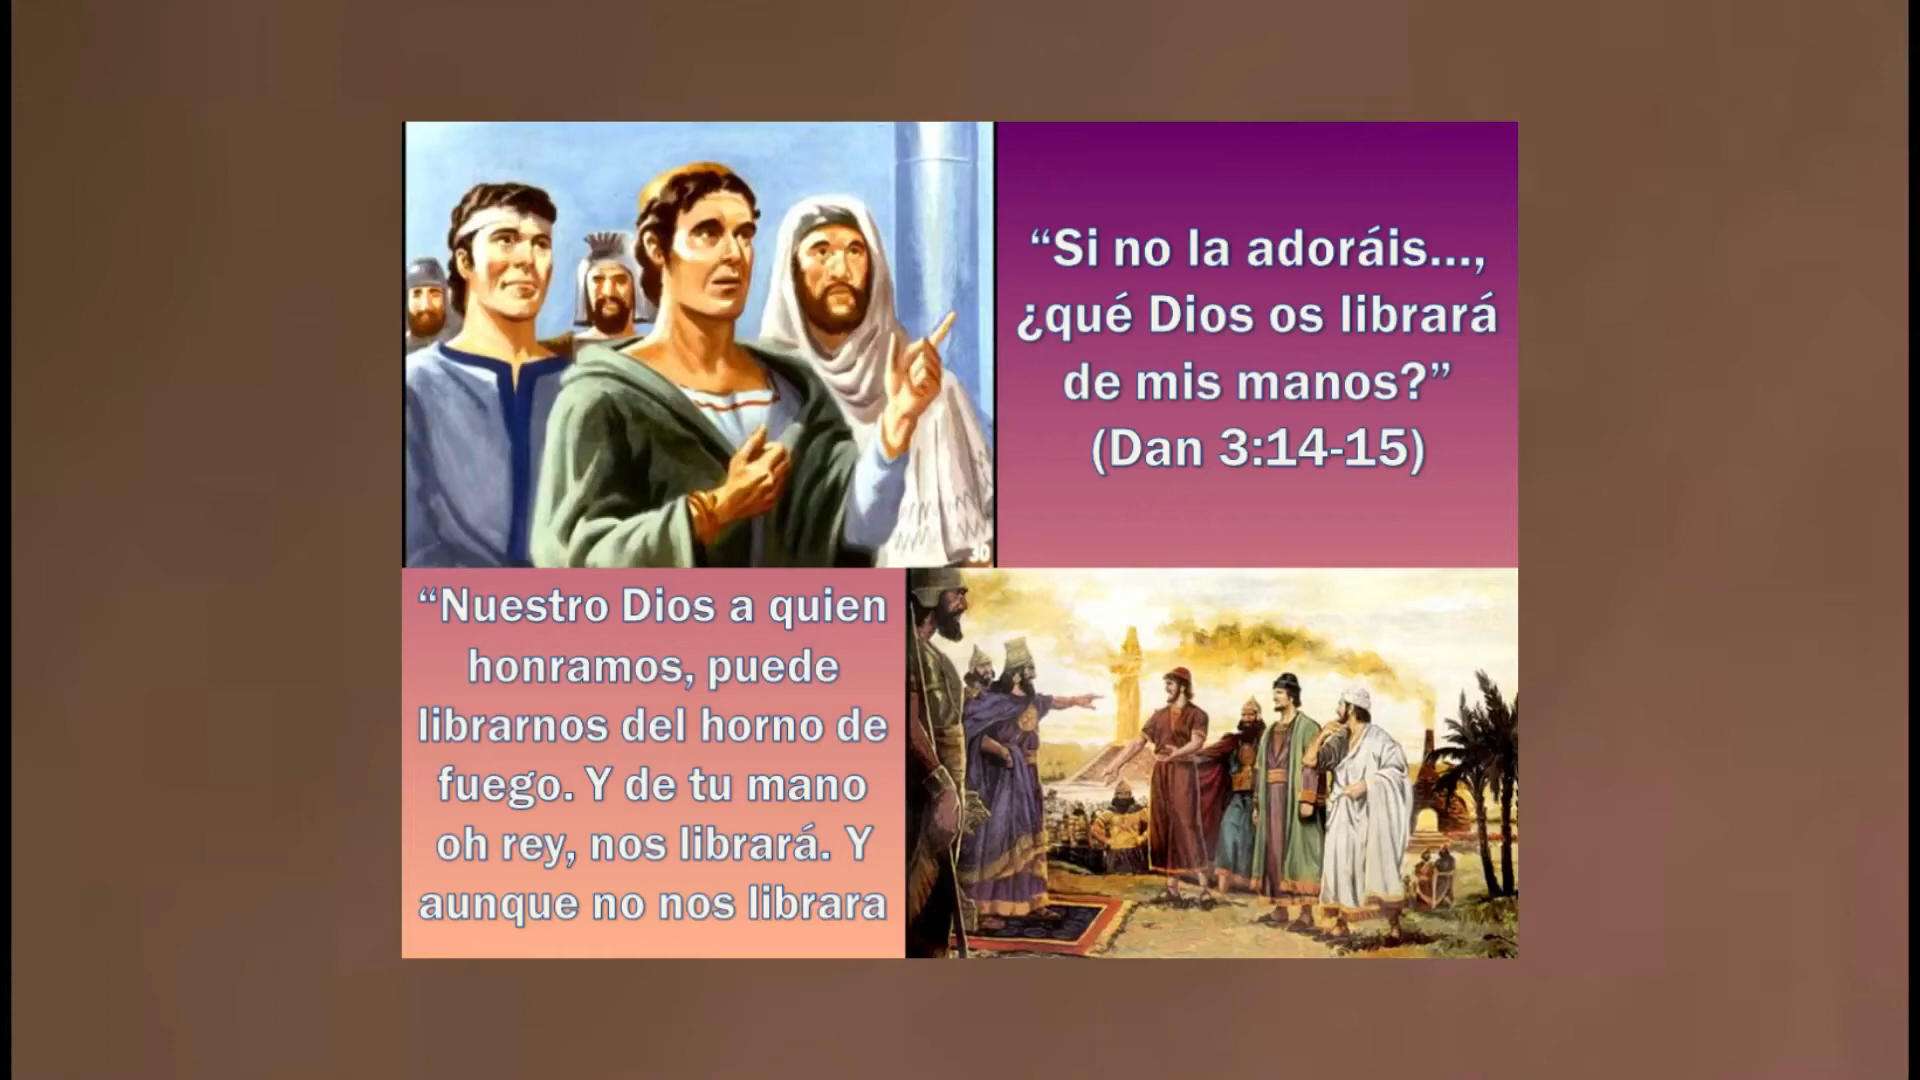 “Si no la adoráis...,
¿qué Dios os librará
de mis manos?”
(Dan 3:14-15)
30
“Nuestro Dios a quien
honramos, puede
librarnos del horno de
fuego. Y de tu mano
oh rey, nos librará. Y
aunque no nos librara